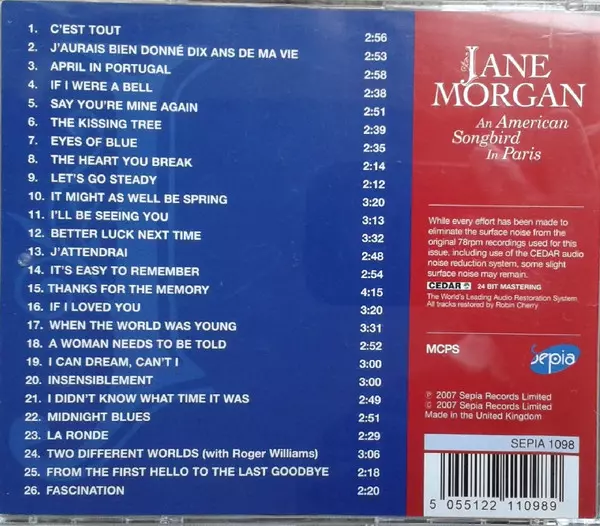 1. C'EST TOUT 2:56
2. J'AURAIS BIEN DONNÉ DIX ANS DE MA VIE 2:53
3. APRIL IN PORTUGAL 2:58
4. IF I WERE A BELL 2:38
5. SAY YOU'RE MINE AGAIN 2:56
6. THE KISSING TREE 2:39
7. EYES OF BLUE 2:35
8. THE HEART YOU BREAK 2:14
9. LET'S GO STEADY 2:12
10. IT MIGHT AS WELL BE SPRING 3:20
11. I'LL BE SEEING YOU 3:13
12. BETTER LUCK NEXT TIME 3:32
13. J'ATTENDRAI 2:48
14. IT'S EASY TO REMEMBER 2:54
15. THANKS FOR THE MEMORY 4:15
16. IF I LOVED YOU 3:20
17. WHEN THE WORLD WAS YOUNG 3:31
18. A WOMAN NEEDS TO BE TOLD 2:52
19. I CAN DREAM, CAN'T I 3:00
20. INSENSIBLEMENT 3:00
21. I DIDN'T KNOW WHAT TIME IT WAS 2:49
22. MIDNIGHT BLUES 2:51
23. LA RONDE 2:29
24. TWO DIFFERENT WORLDS (with Roger Williams) 3:06
25. FROM THE FIRST HELLO TO THE LAST GOODBYE 2:18
26. FASCINATION 2:20
JANE
MORGAN
An American
Songbird
In Paris
While every effort has been made to
eliminate the surface noise from the
original 78rpm recordings used for this
issue, including use of the CEDAR audio
noise reduction system, some slight
surface noise may remain.
CEDAR 24 BIT MASTERING
The World's Leading Audio Restoration System
All tracks restored by Robin Cherry
MCPS
sepia
℗ 2007 Sepia Records Limited
© 2007 Sepia Records Limited
Made in the United Kingdom
SEPIA 1098
5 055122 110989